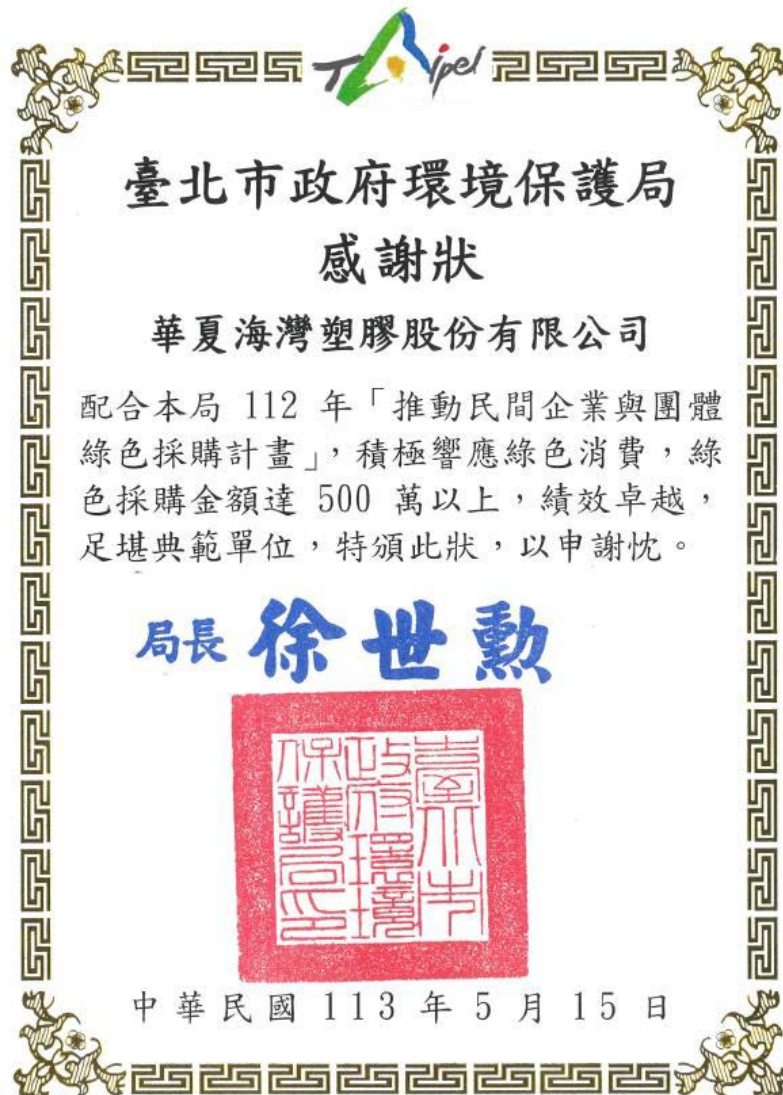 Taipei
臺北市政府環境保護局
感謝狀
華夏海灣塑膠股份有限公司
配合本局 112 年「推動民間企業與團體
綠色採購計畫」，積極響應綠色消費，綠
色採購金額達 500 萬以上，績效卓越，
足堪典範單位，特頒此狀，以申謝忱。
局長 徐世勳
臺北市
政府環境
保護局印
中華民國 113 年 5 月 15 日